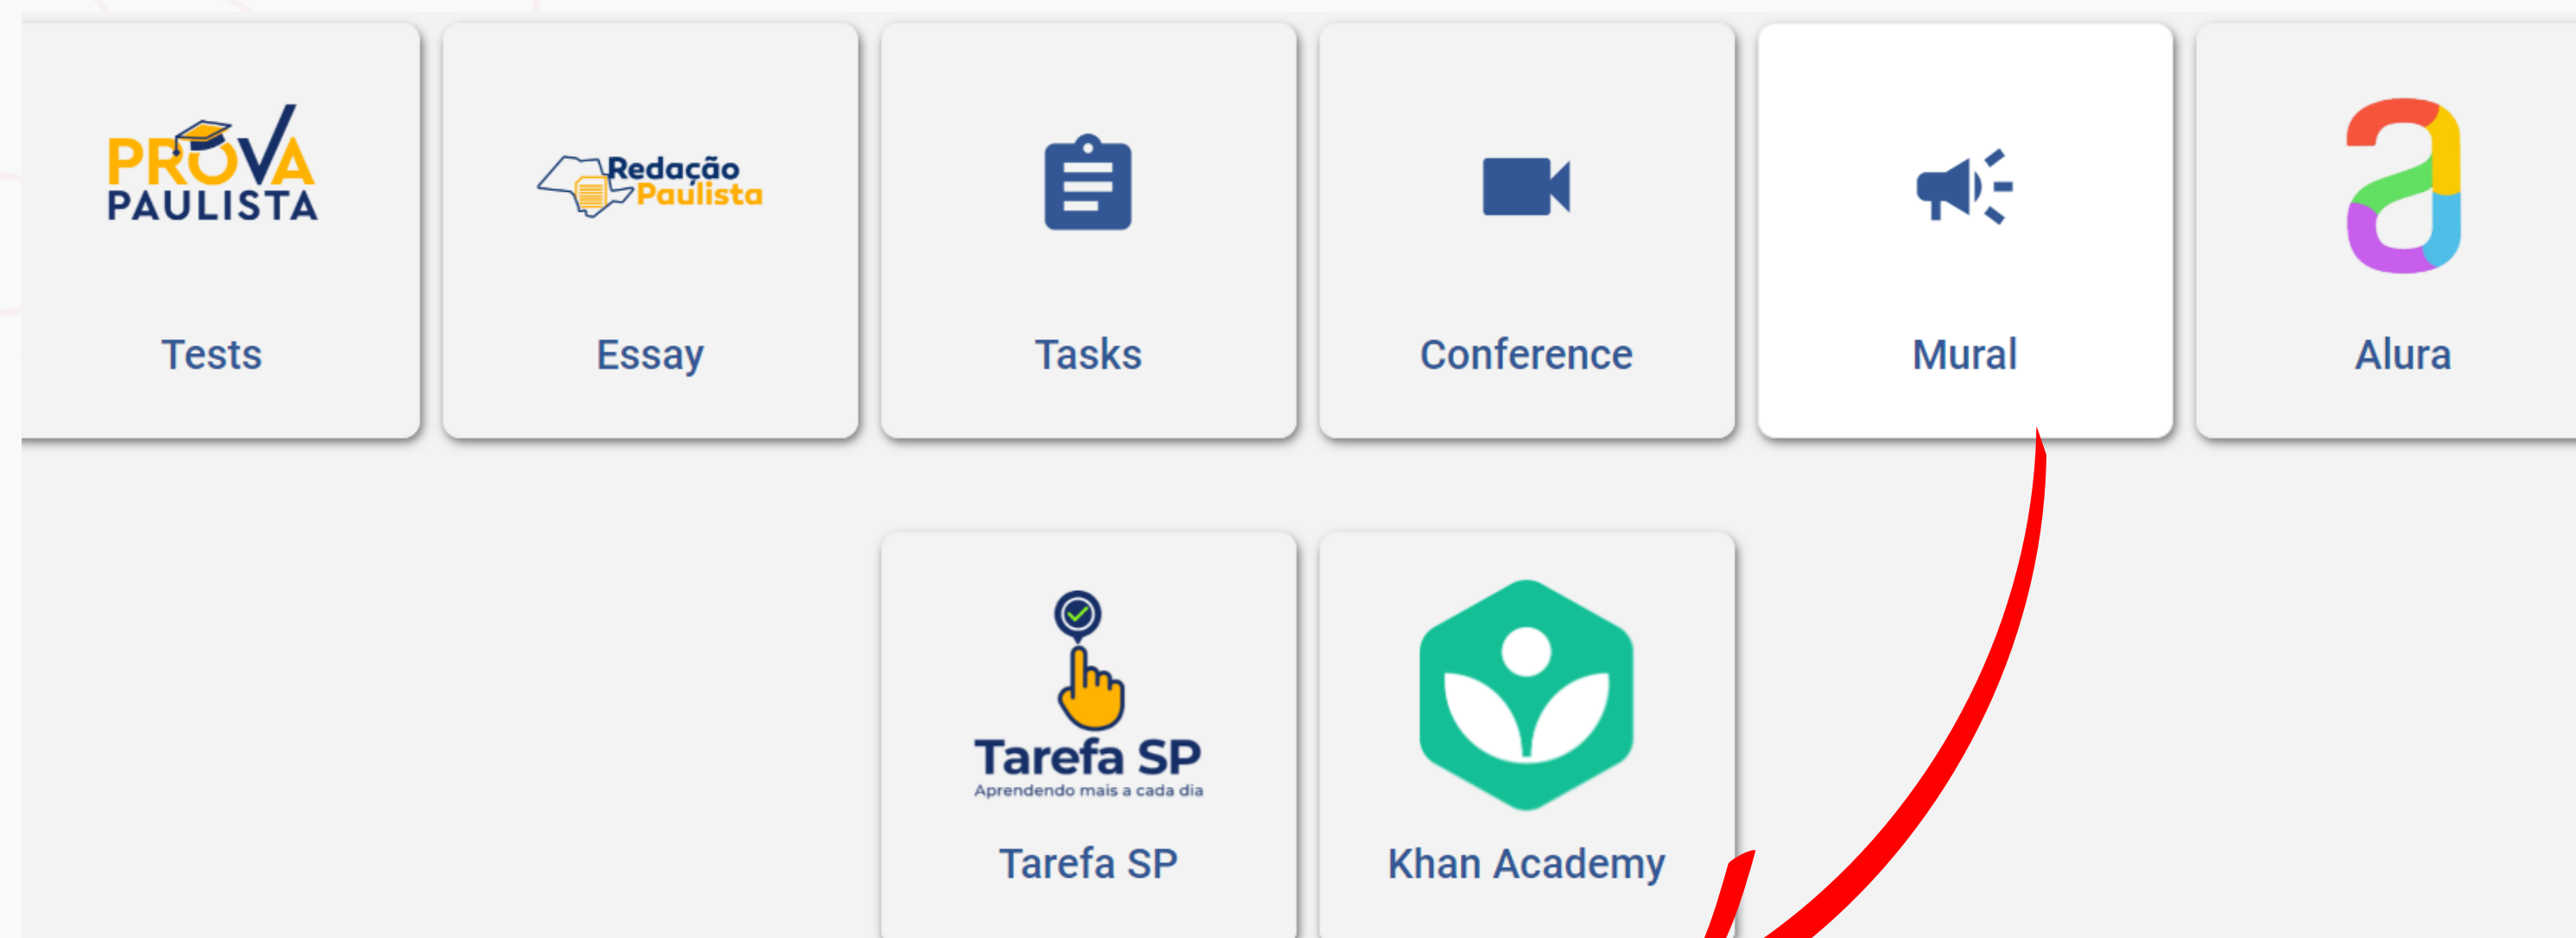 PROVA
PAULISTA
Redação
Paulista
Tests
Essay
Tasks
Conference
Mural
Alura
Tarefa SP
Aprendendo mais a cada dia
Tarefa SP
Khan Academy